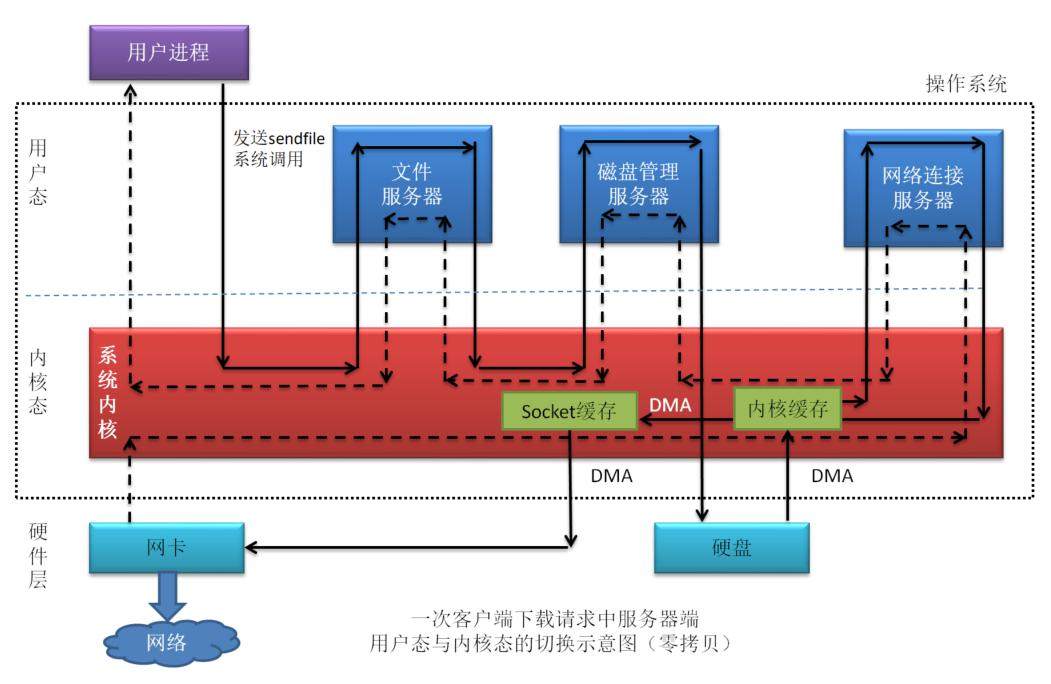 用户进程
操作系统
用户态
发送sendfile
系统调用
文件
服务器
磁盘管理
服务器
网络连接
服务器
内核态
系统内核
Socket缓存
DMA
内核缓存
DMA
DMA
硬件层
网卡
硬盘
网络
一次客户端下载请求中服务器端
用户态与内核态的切换示意图（零拷贝）